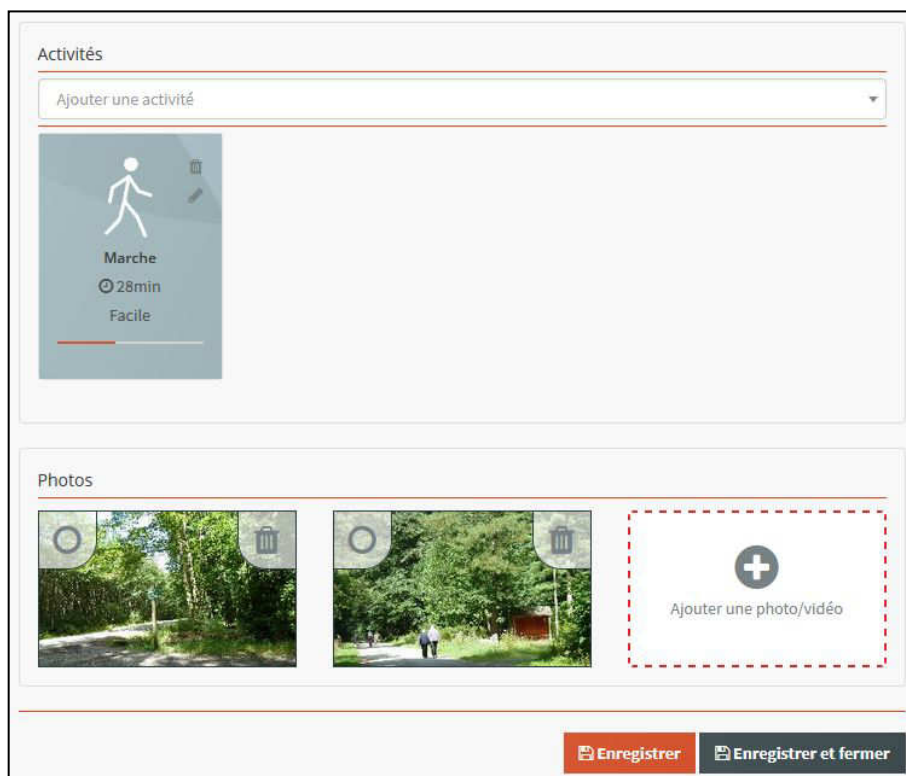 Activités
Ajouter une activité
Marche
28min
Facile
Photos
Ajouter une photo/vidéo
Enregistrer
Enregistrer et fermer